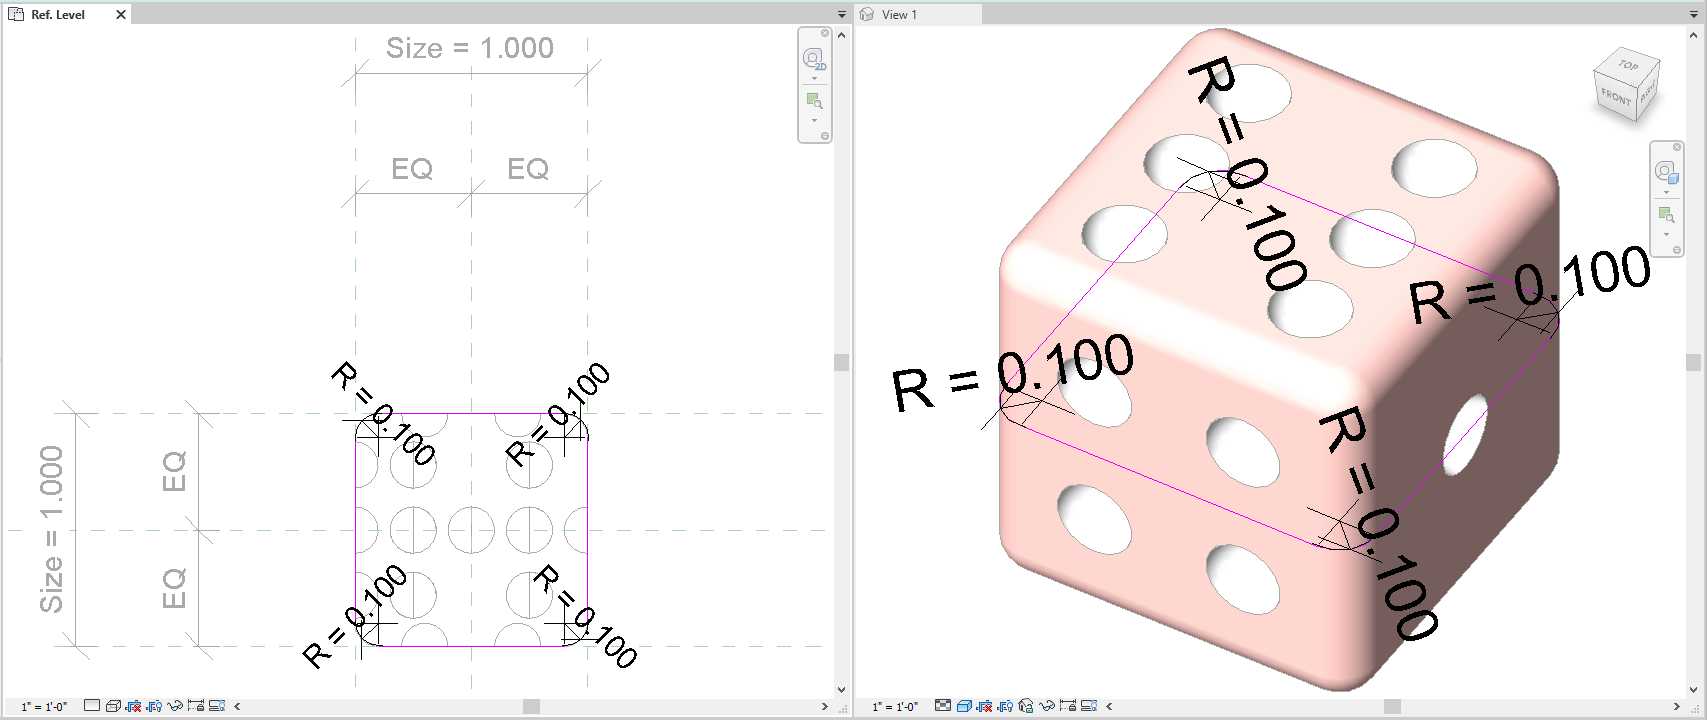 Ref. Level
Size = 1.000
EQ EQ
2D
Size = 1.000
EQ
EQ
R = 0.100
R = 0.100
R = 0.100
R = 0.100
1" = 1'-0"
View 1
TOP
FRONT
R = 0.100
R = 0.100
R = 0.100
R = 0.100
1" = 1'-0"